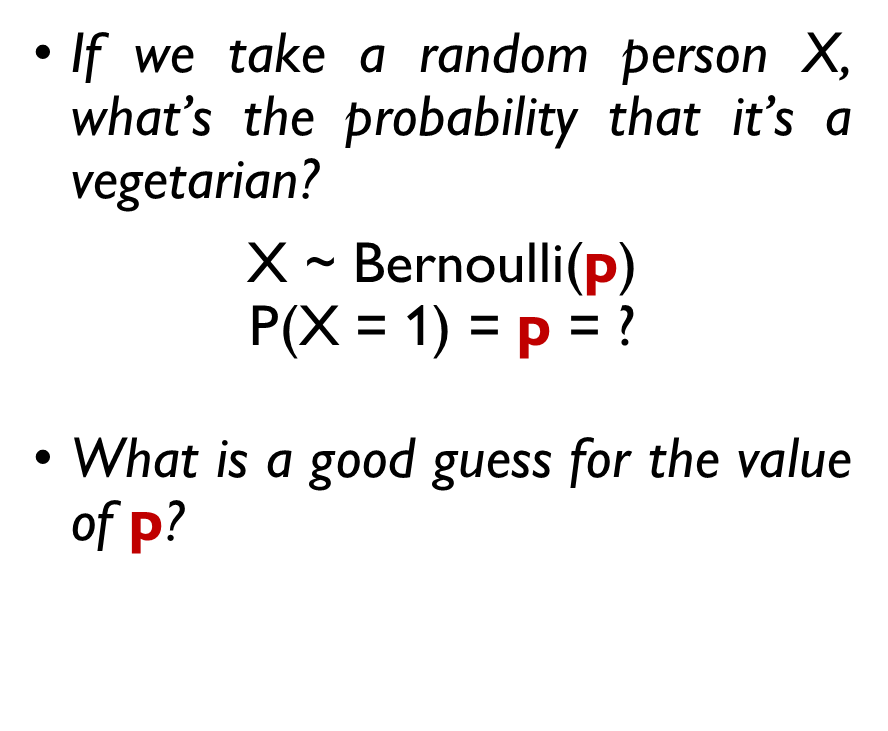 • If we take a random person X,
what’s the probability that it’s a
vegetarian?
X ~ Bernoulli(p)
P(X = 1) = p = ?
• What is a good guess for the value
of p?